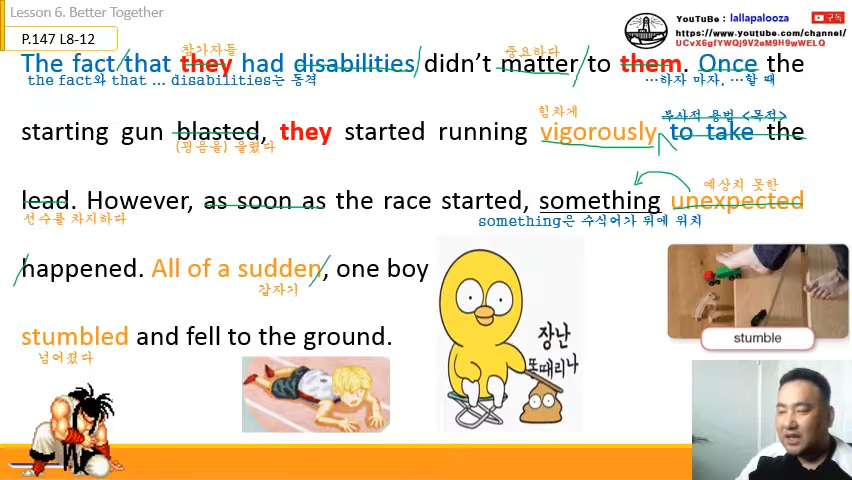 Lesson 6. Better Together
P.147 L8-12
YouTuBe : lallapalooza
구독
https://www.youtube.com/channel/
UCvX6gfYWQj9V2eM9H9wWELQ
참가자들
중요하다
The fact that they had disabilities didn't matter to them. Once the
the fact와 that ... disabilities는 동격
...하자 마자, ...할 때
힘차게
부사적 용법 <목적>
starting gun blasted, they started running vigorously to take the
(굉음을) 울렸다
예상치 못한
lead. However, as soon as the race started, something unexpected
선수를 차지하다
something은 수식어가 뒤에 위치
happened. All of a sudden, one boy
갑자기
stumbled and fell to the ground.
넘어졌다
장난
똥때리나
stumble